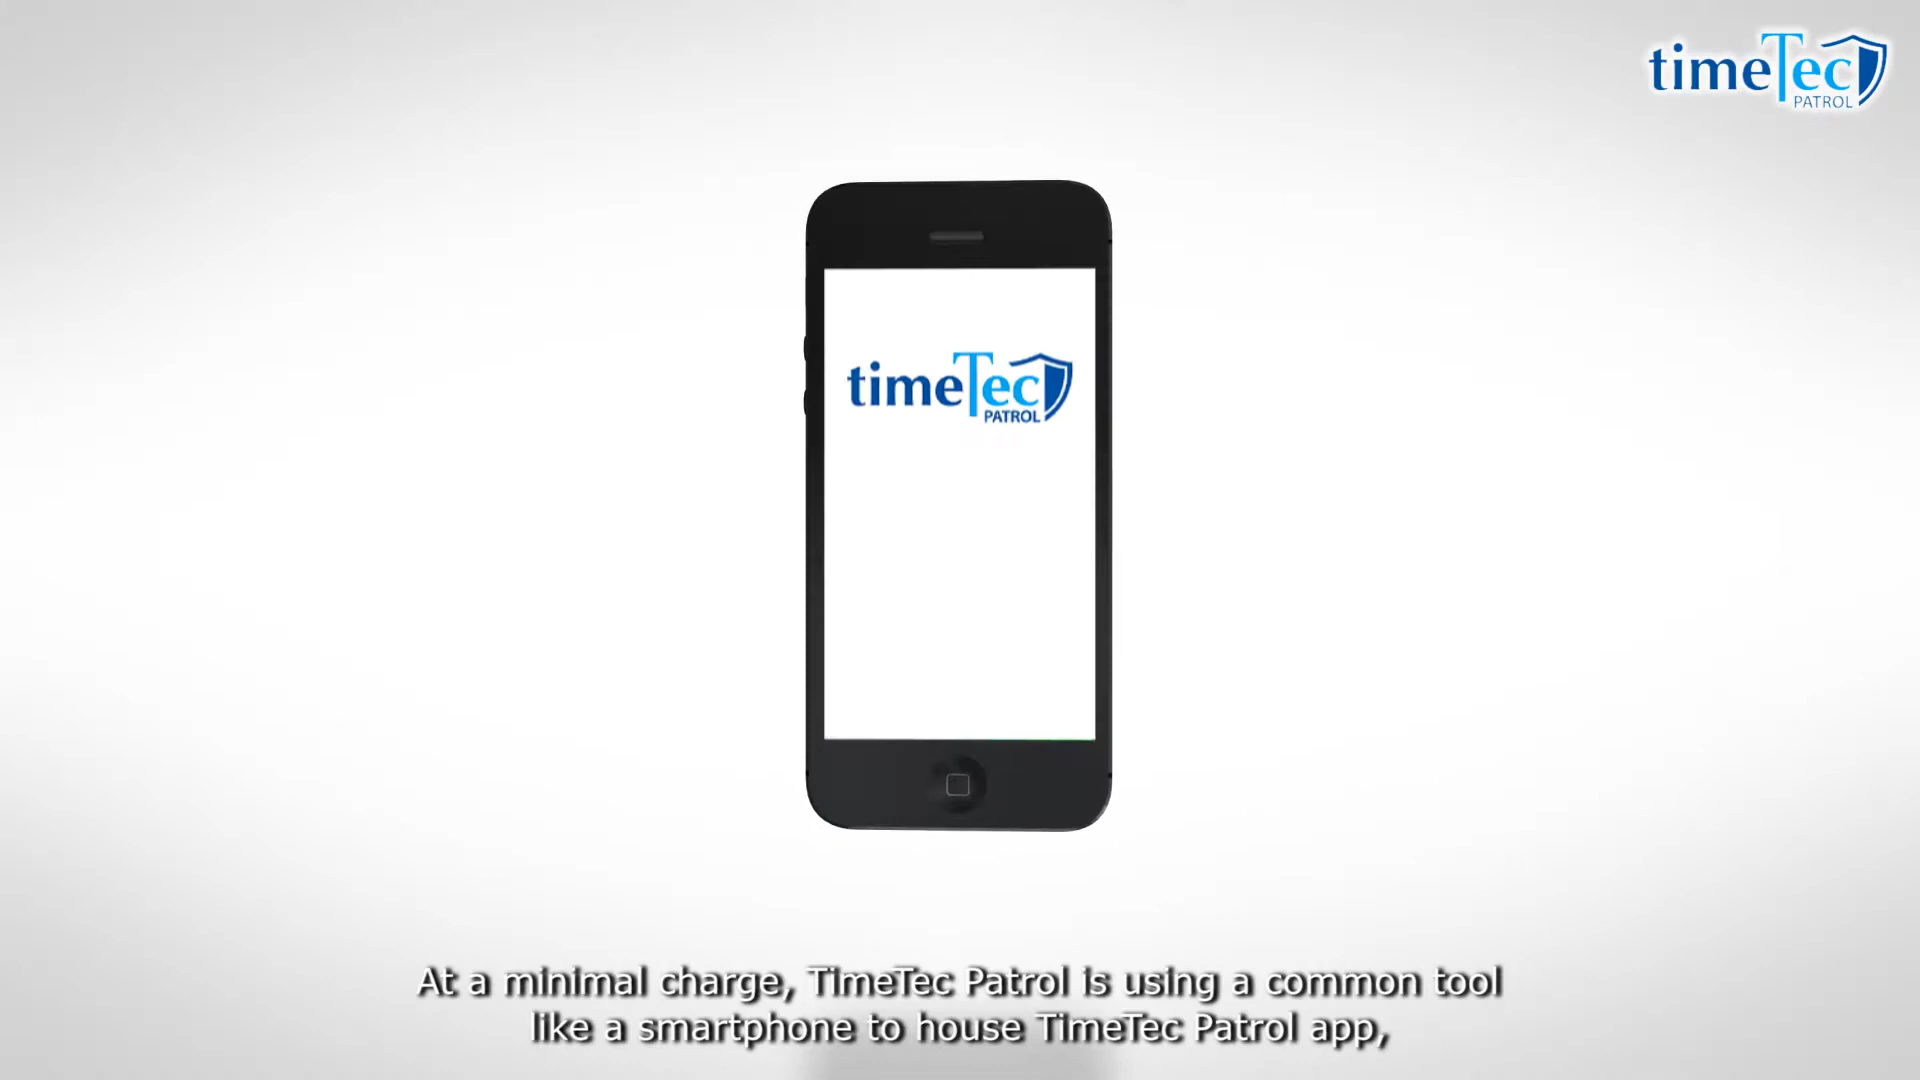 timeTec
PATROL
timeTec
PATROL
At a minimal charge, TimeTec Patrol is using a common tool
like a smartphone to house TimeTec Patrol app,